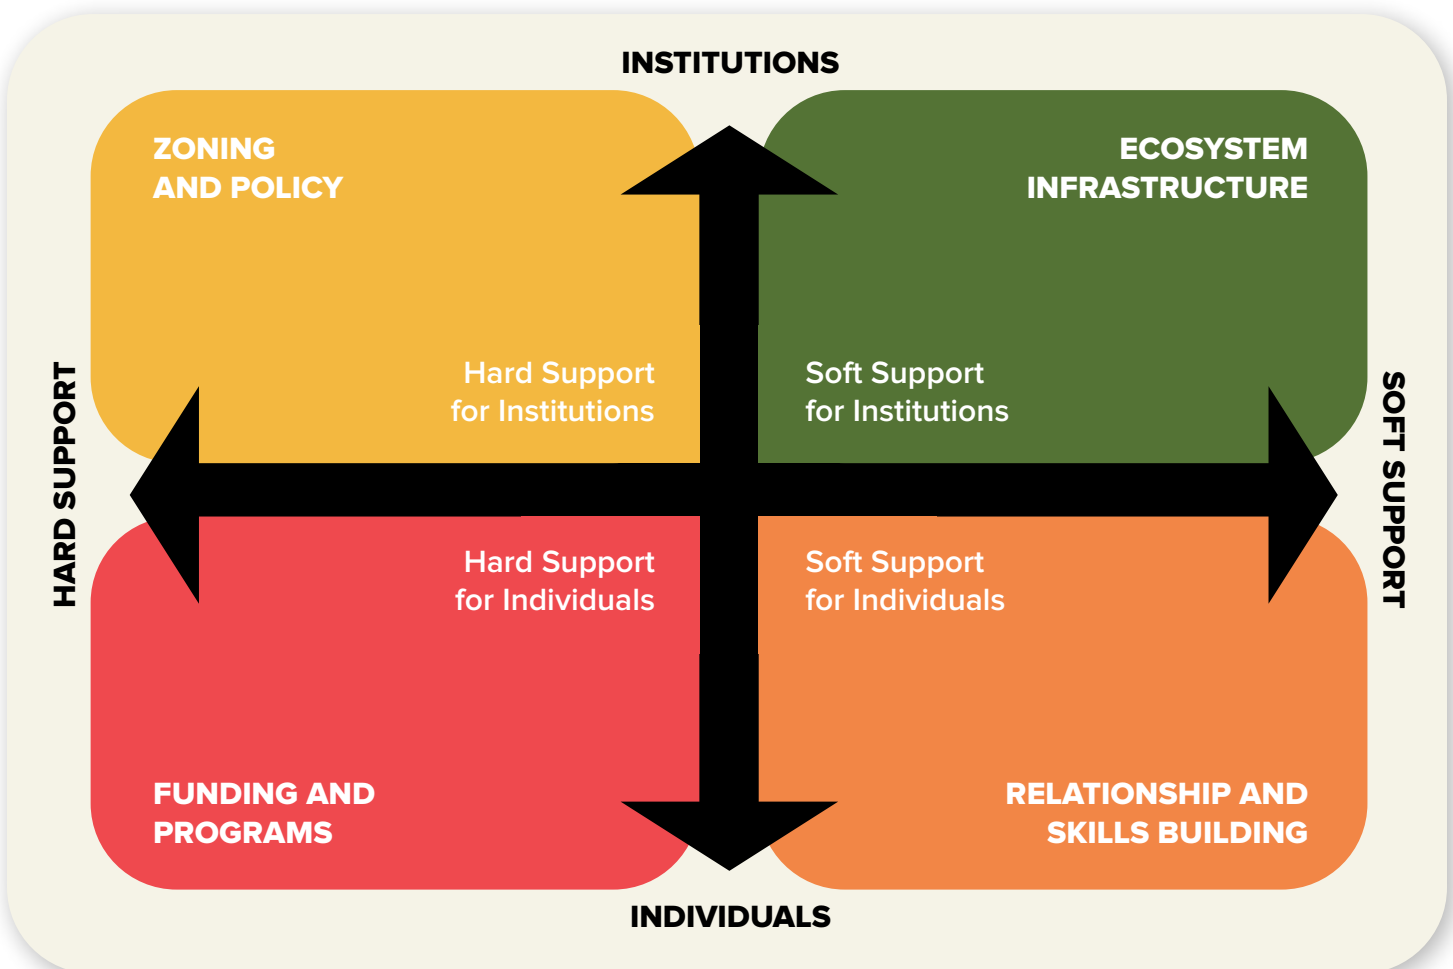 INSTITUTIONS
ZONING
AND POLICY
ECOSYSTEM
INFRASTRUCTURE
Hard Support
for Institutions
Soft Support
for Institutions
HARD SUPPORT
SOFT SUPPORT
Hard Support
for Individuals
Soft Support
for Individuals
FUNDING AND
PROGRAMS
RELATIONSHIP AND
SKILLS BUILDING
INDIVIDUALS